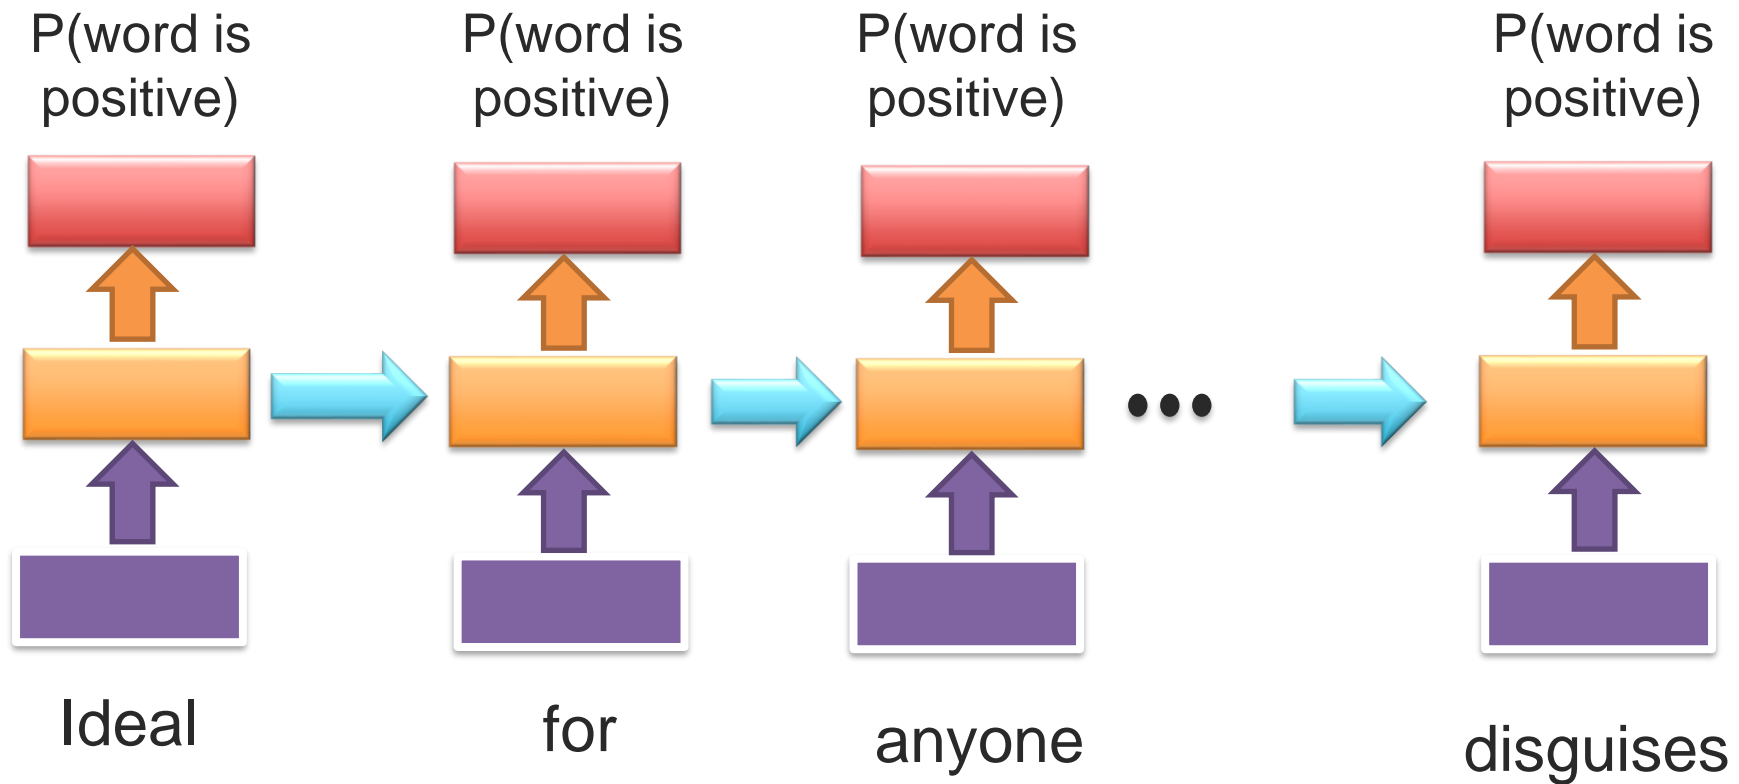 P(word is
positive)
P(word is
positive)
P(word is
positive)
P(word is
positive)
...
Ideal
for
anyone
disguises